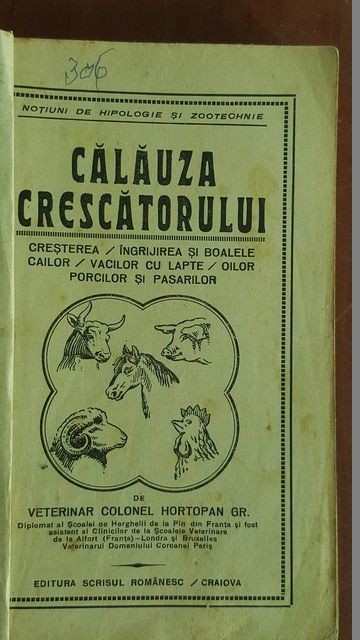 306
NOȚIUNI DE HIPOLOGIE ȘI ZOOTECHNIE
CĂLĂUZA
CRESCĂTORULUI
CREȘTEREA / ÎNGRIJIREA ȘI BOALELE
CAILOR / VACILOR CU LAPTE / OILOR
PORCILOR ȘI PASARILOR
DE
VETERINAR COLONEL HORTOPAN GR.
Diplomat al Școalei de Herghelii de la Pin din Franța și fost
asistent al Clinicilor de la Școalele Veterinare
de la Alfort (Franțe)—Londra și Bruxelles
Veterinarul Domeniului Coroanei Periș
EDITURA SCRISUL ROMÂNESC / CRAIOVA